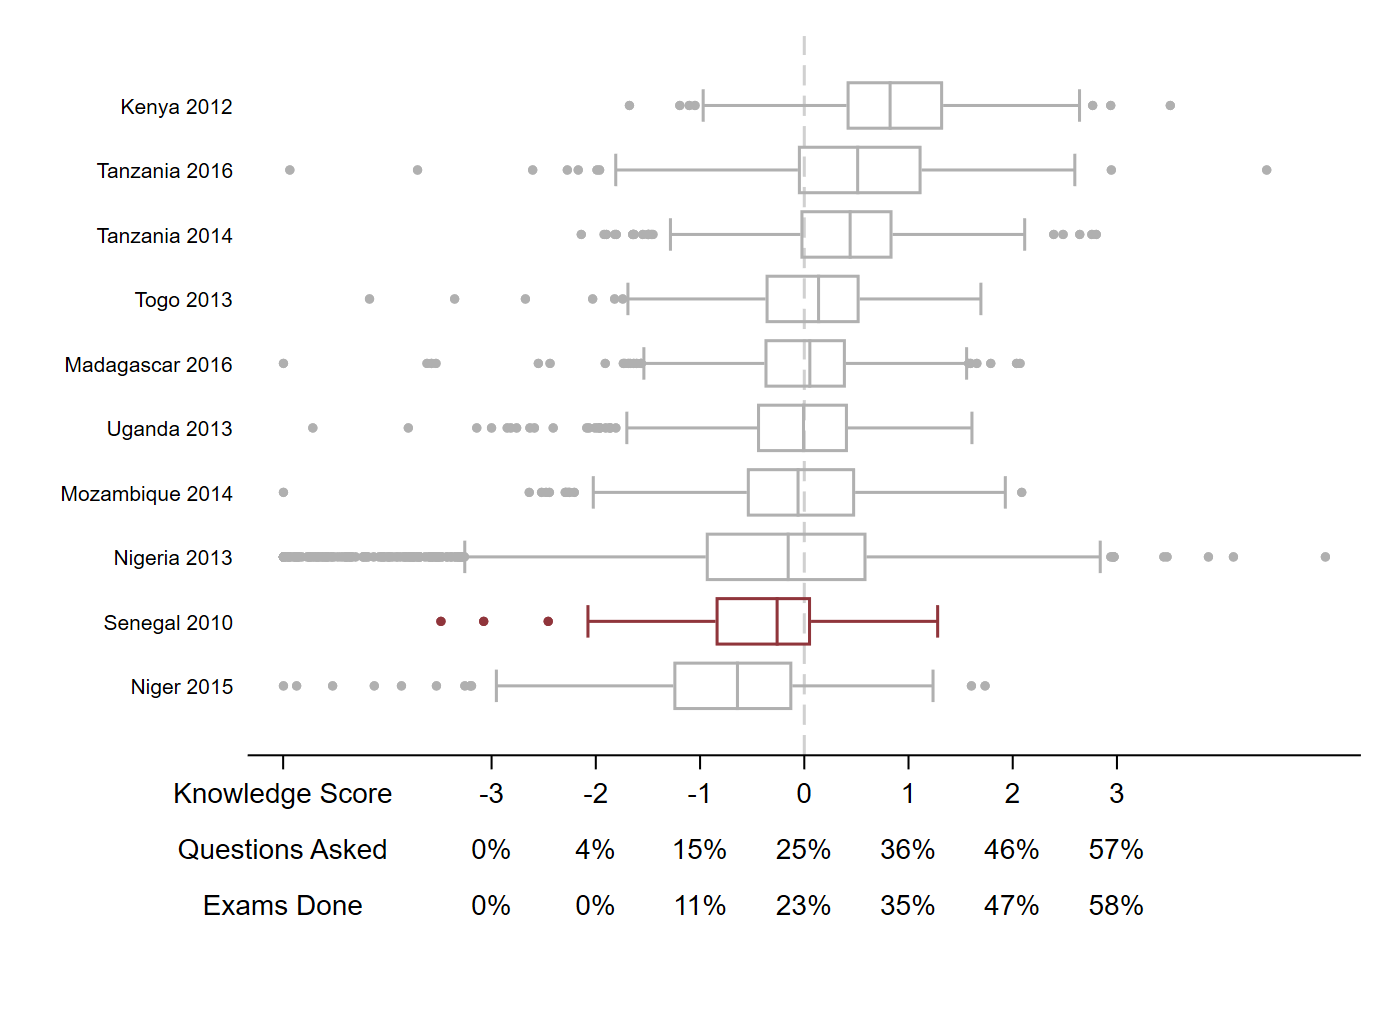 Kenya 2012
Tanzania 2016
Tanzania 2014
Togo 2013
Madagascar 2016
Uganda 2013
Mozambique 2014
Nigeria 2013
Senegal 2010
Niger 2015
Knowledge Score -3 -2 -1 0 1 2 3
Questions Asked 0% 4% 15% 25% 36% 46% 57%
Exams Done 0% 0% 11% 23% 35% 47% 58%